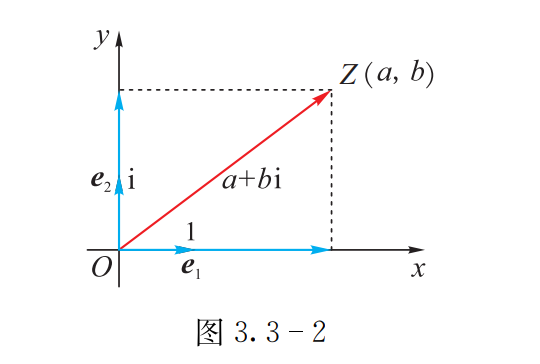 y
Z(a, b)
e₂ i
a+bi
1
O
e₁
x
图 3.3-2